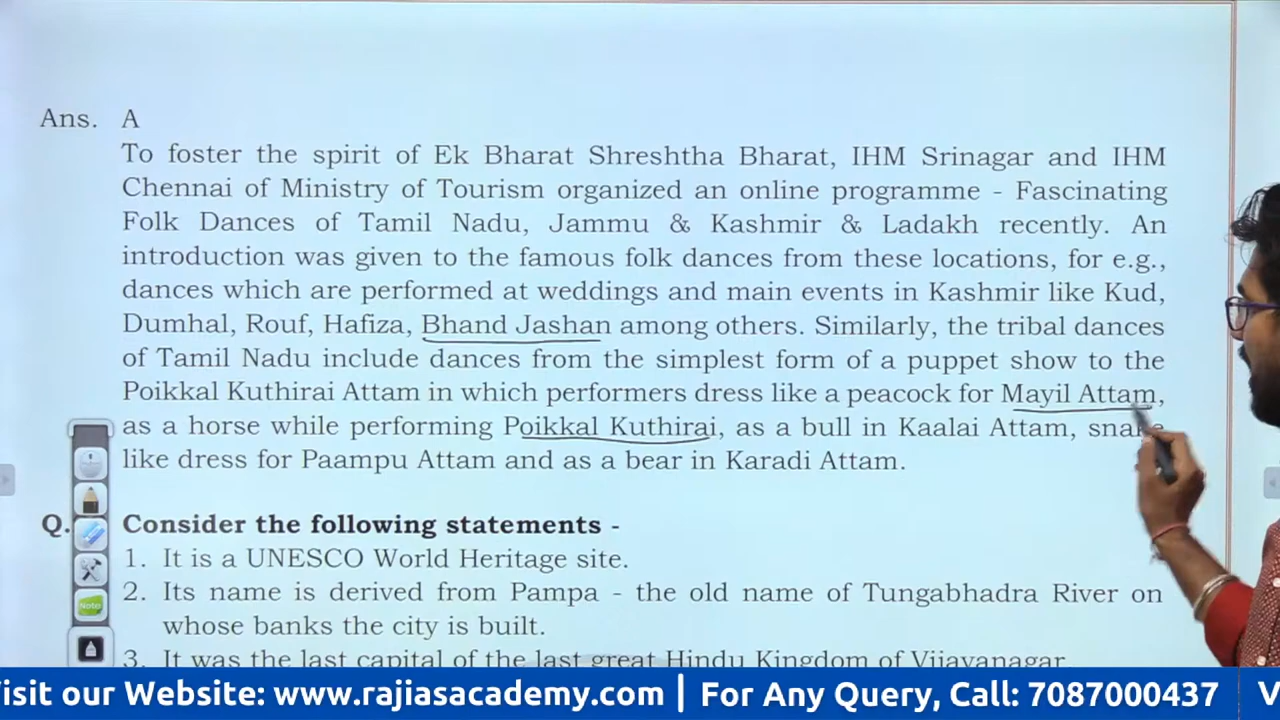 Ans. A
To foster the spirit of Ek Bharat Shreshtha Bharat, IHM Srinagar and IHM
Chennai of Ministry of Tourism organized an online programme - Fascinating
Folk Dances of Tamil Nadu, Jammu & Kashmir & Ladakh recently. An
introduction was given to the famous folk dances from these locations, for e.g.,
dances which are performed at weddings and main events in Kashmir like Kud,
Dumhal, Rouf, Hafiza, Bhand Jashan among others. Similarly, the tribal dances
of Tamil Nadu include dances from the simplest form of a puppet show to the
Poikkal Kuthirai Attam in which performers dress like a peacock for Mayil Attam,
as a horse while performing Poikkal Kuthirai, as a bull in Kaalai Attam, snake
like dress for Paampu Attam and as a bear in Karadi Attam.
Q. Consider the following statements -
1. It is a UNESCO World Heritage site.
2. Its name is derived from Pampa - the old name of Tungabhadra River on
whose banks the city is built.
3. It was the last capital of the last great Hindu Kingdom of Vijayanagar
Note
isit our Website: www.rajiasacademy.com | For Any Query, Call: 7087000437 | V